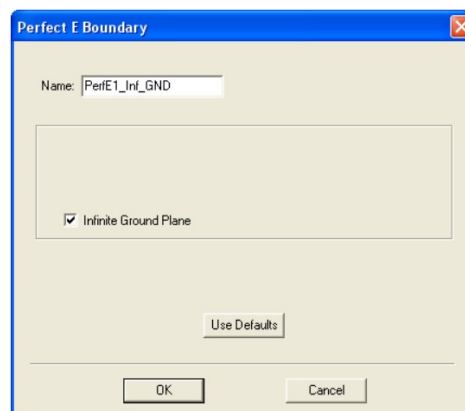 Perfect E Boundary
Name: PerfE1_Inf_GND
Infinite Ground Plane
Use Defaults
OK Cancel